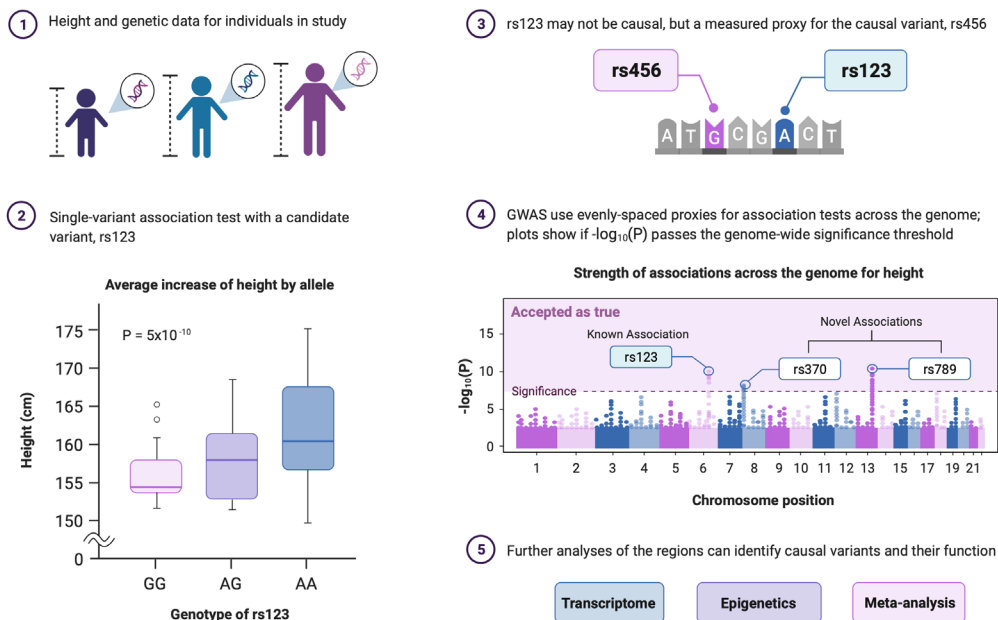 1
Height and genetic data for individuals in study
2
Single-variant association test with a candidate
variant, rs123
Average increase of height by allele
P = 5x10⁻¹⁰
Height (cm)
175
170
165
160
155
150
0
GG AG AA
Genotype of rs123
3
rs123 may not be causal, but a measured proxy for the causal variant, rs456
rs456
rs123
A T G C G A C T
4
GWAS use evenly-spaced proxies for association tests across the genome;
plots show if -log₁₀(P) passes the genome-wide significance threshold
Strength of associations across the genome for height
Accepted as true
Known Association
Novel Associations
rs123
rs370
rs789
Significance
-log₁₀(P)
15
10
5
0
1 2 3 4 5 6 7 8 9 10 11 12 13 15 17 19 21
Chromosome position
5
Further analyses of the regions can identify causal variants and their function
Transcriptome
Epigenetics
Meta-analysis